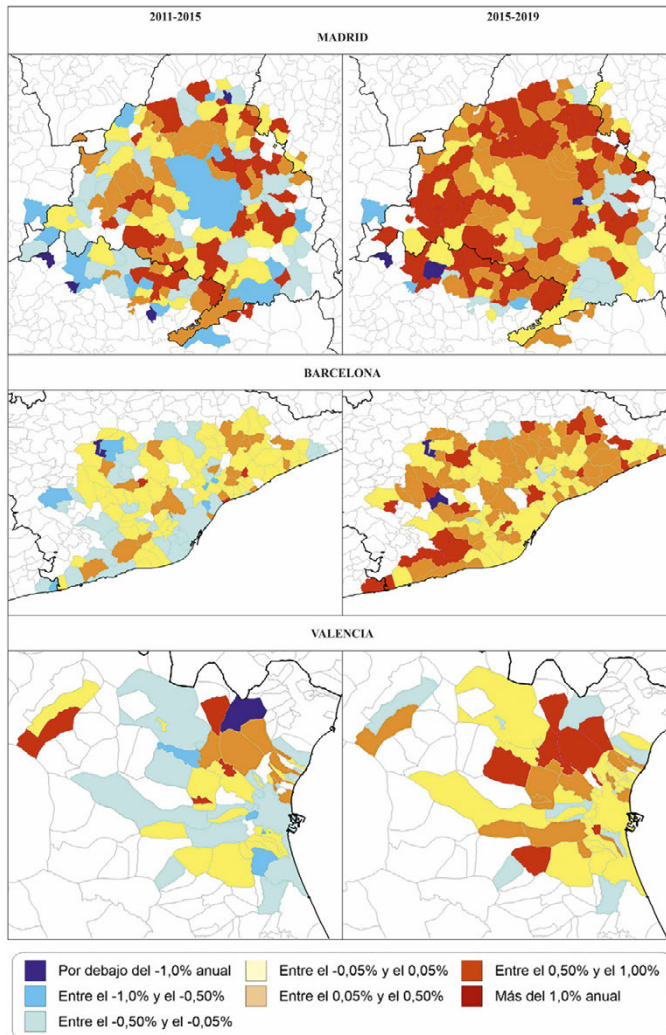 2011-2015 2015-2019
MADRID
BARCELONA
VALENCIA
Por debajo del -1,0% anual Entre el -0,05% y el 0,05% Entre el 0,50% y el 1,00%
Entre el -1,0% y el -0,50% Entre el 0,05% y el 0,50% Más del 1,0% anual
Entre el -0,50% y el -0,05%